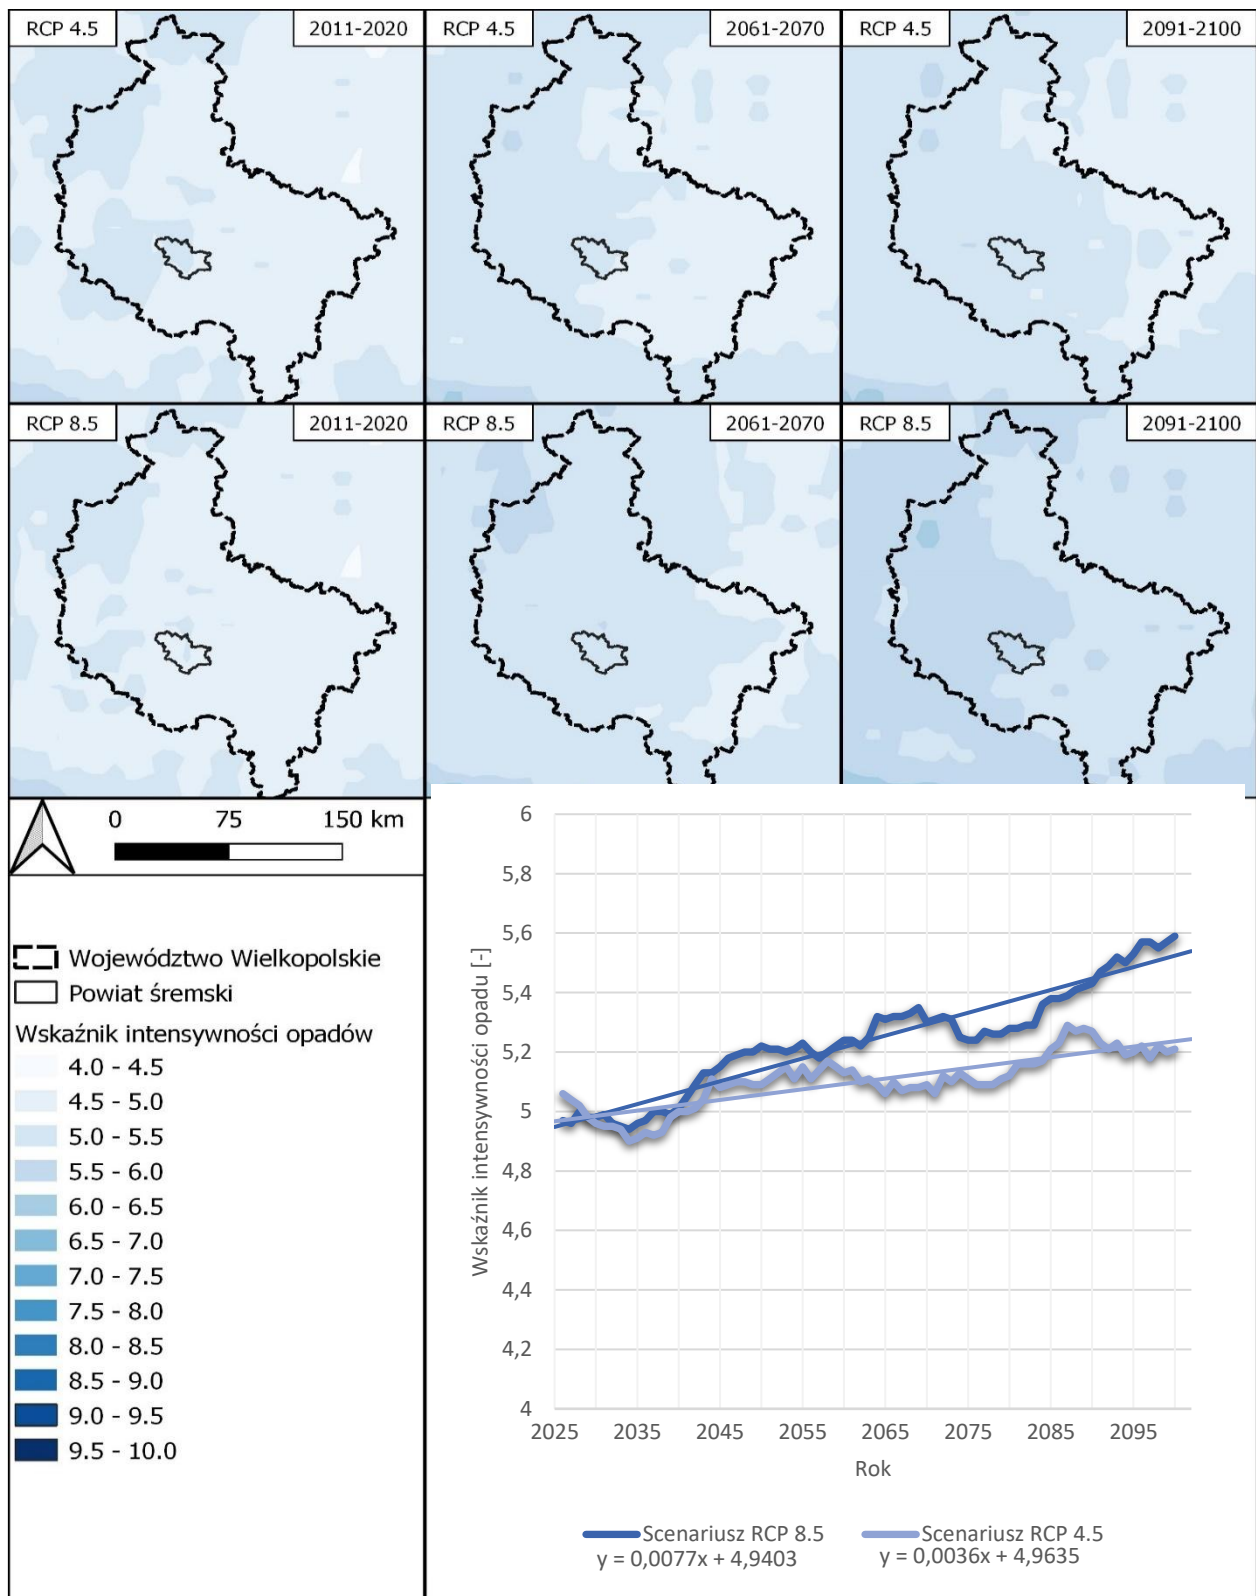 RCP 4.5
2011-2020
RCP 4.5
2061-2070
RCP 4.5
2091-2100
RCP 8.5
2011-2020
RCP 8.5
2061-2070
RCP 8.5
2091-2100
0 75 150 km
Województwo Wielkopolskie
Powiat śremski
Wskaźnik intensywności opadów
4.0 - 4.5
4.5 - 5.0
5.0 - 5.5
5.5 - 6.0
6.0 - 6.5
6.5 - 7.0
7.0 - 7.5
7.5 - 8.0
8.0 - 8.5
8.5 - 9.0
9.0 - 9.5
9.5 - 10.0
Wskaźnik intensywności opadu [-]
6
5,8
5,6
5,4
5,2
5
4,8
4,6
4,4
4,2
4
2025 2035 2045 2055 2065 2075 2085 2095
Rok
Scenariusz RCP 8.5
y = 0,0077x + 4,9403
Scenariusz RCP 4.5
y = 0,0036x + 4,9635